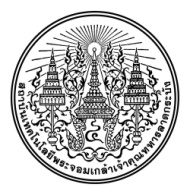 สถาบันเทคโนโลยีพระจอมเกล้าเจ้าคุณทหารลาดกระบัง
๔